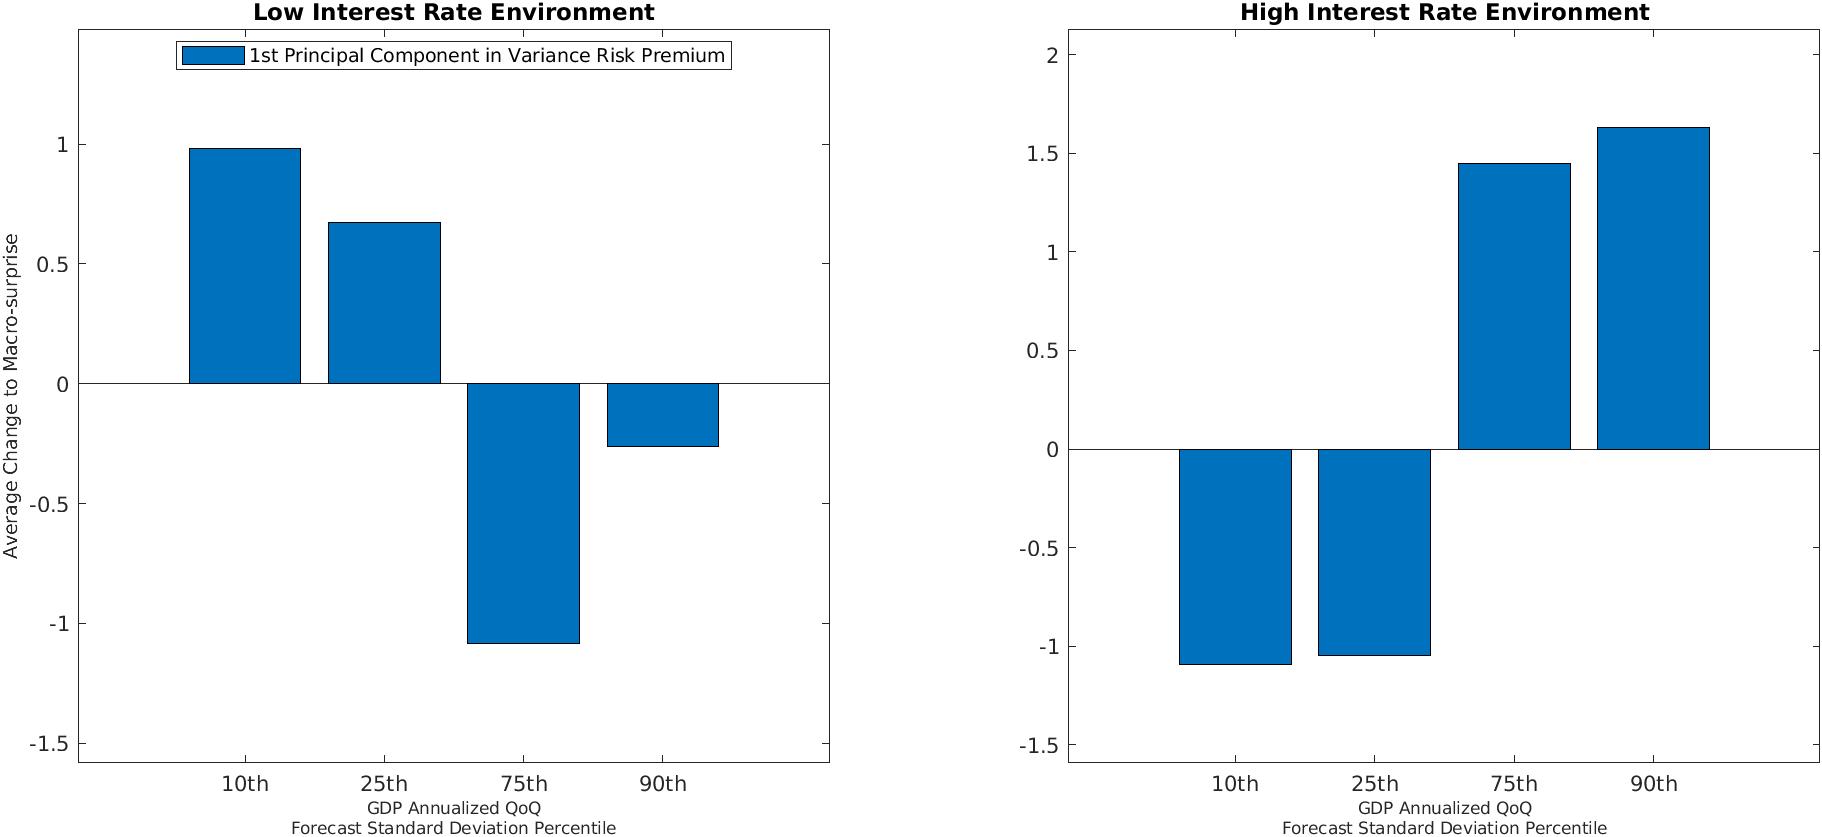 Low Interest Rate Environment
1st Principal Component in Variance Risk Premium
Average Change to Macro-surprise
1
0.5
0
-0.5
-1
-1.5
10th 25th 75th 90th
GDP Annualized QoQ
Forecast Standard Deviation Percentile
High Interest Rate Environment
2
1.5
1
0.5
0
-0.5
-1
-1.5
10th 25th 75th 90th
GDP Annualized QoQ
Forecast Standard Deviation Percentile